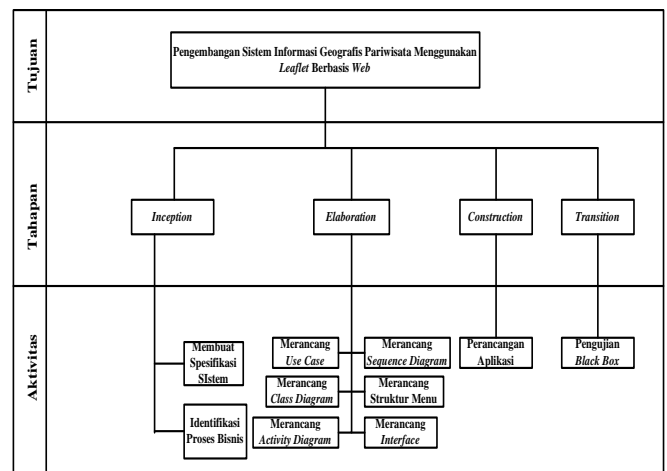 Tujuan
Pengembangan Sistem Informasi Geografis Pariwisata Menggunakan
Leaflet Berbasis Web
Tahapan
Inception
Elaboration
Construction
Transition
Aktivitas
Membuat
Spesifikasi
SIstem
Identifikasi
Proses Bisnis
Merancang
Use Case
Merancang
Sequence Diagram
Merancang
Class Diagram
Merancang
Struktur Menu
Merancang
Activity Diagram
Merancang
Interface
Perancangan
Aplikasi
Pengujian
Black Box